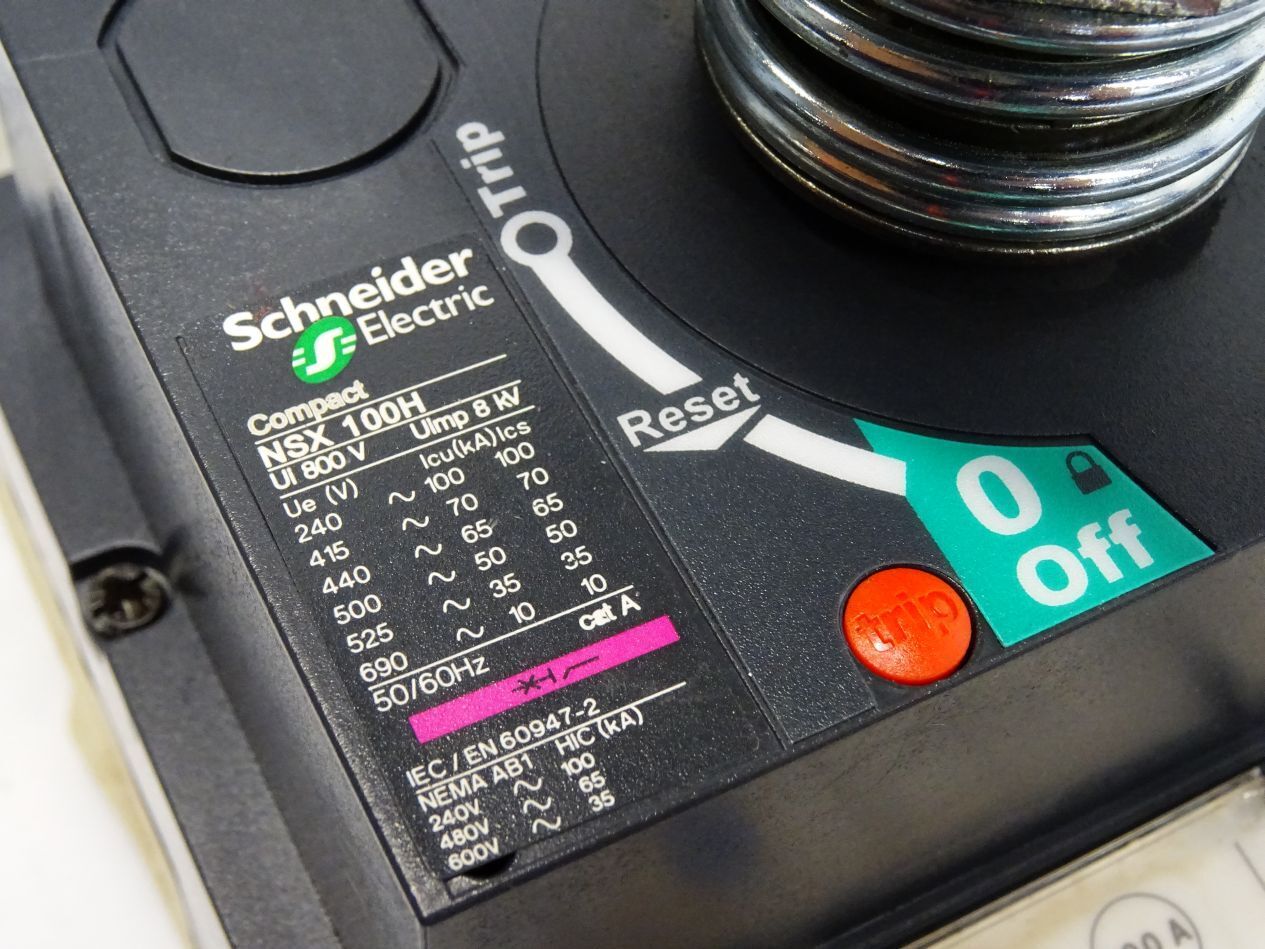 Trip
Schneider
Electric
Compact
NSX 100H
Ui 800 V Uimp 8 kV
Ue (V) Icu(kA) Ics
240 ~ 100 100
415 ~ 70 70
440 ~ 65 65
500 ~ 50 50
525 ~ 35 35
690 ~ 10 10
50/60Hz cat A
IEC / EN 60947-2
NEMA AB1 HIC (kA)
240V ~ 100
480V ~ 65
600V ~ 35
Reset
0
Off
trip